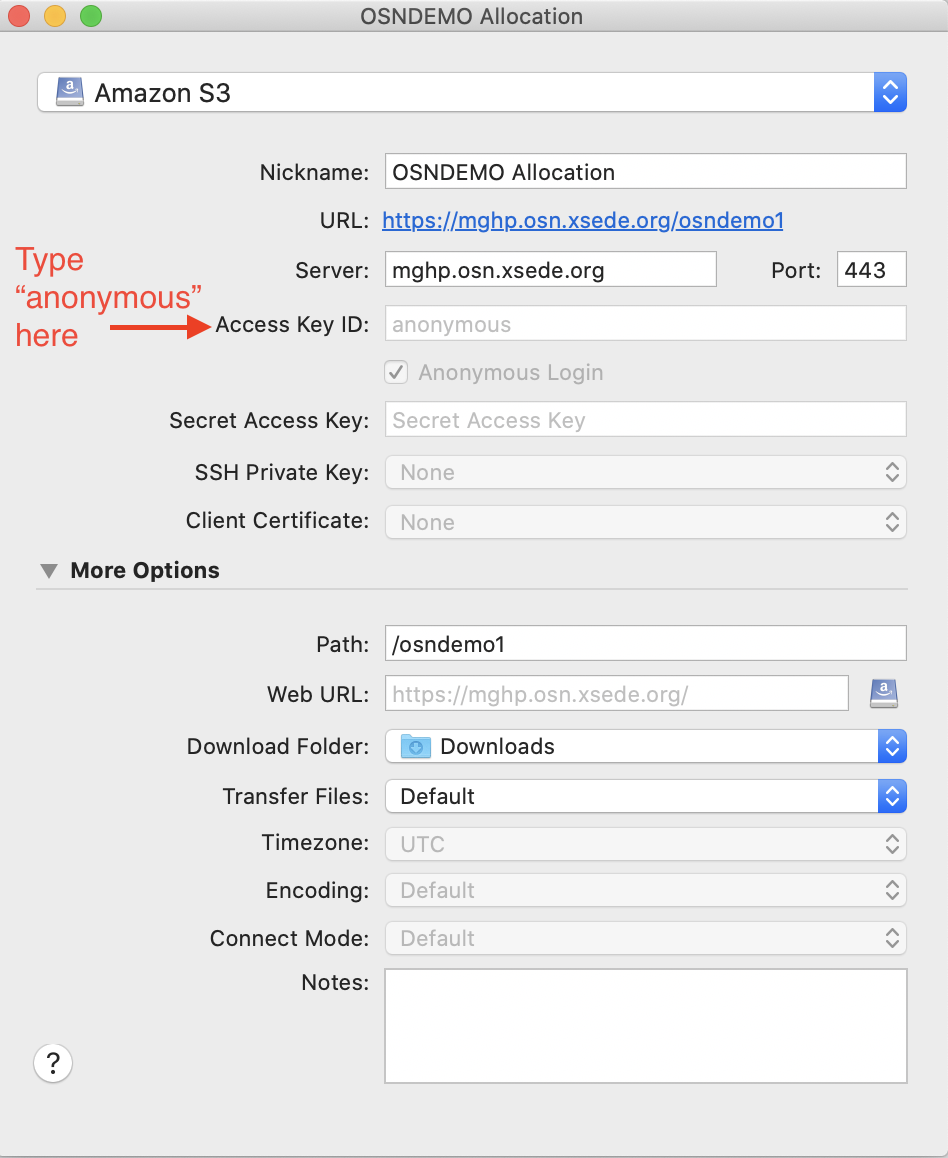 OSNDEMO Allocation
Amazon S3
Nickname: OSNDEMO Allocation
URL: https://mghp.osn.xsede.org/osndemo1
Server: mghp.osn.xsede.org Port: 443
Type
“anonymous”
here
Access Key ID: anonymous
Anonymous Login
Secret Access Key: Secret Access Key
SSH Private Key: None
Client Certificate: None
More Options
Path: /osndemo1
Web URL: https://mghp.osn.xsede.org/
Download Folder: Downloads
Transfer Files: Default
Timezone: UTC
Encoding: Default
Connect Mode: Default
Notes:
?